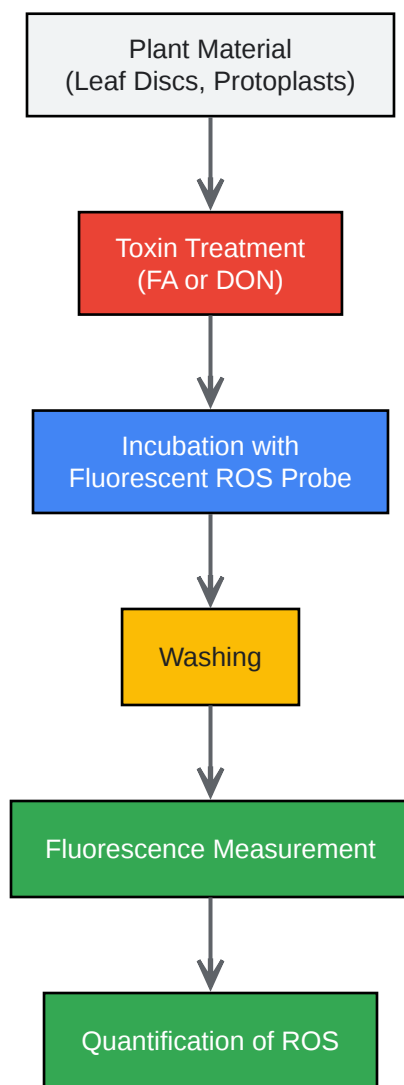 Plant Material
(Leaf Discs, Protoplasts)
Toxin Treatment
(FA or DON)
Incubation with
Fluorescent ROS Probe
Washing
Fluorescence Measurement
Quantification of ROS